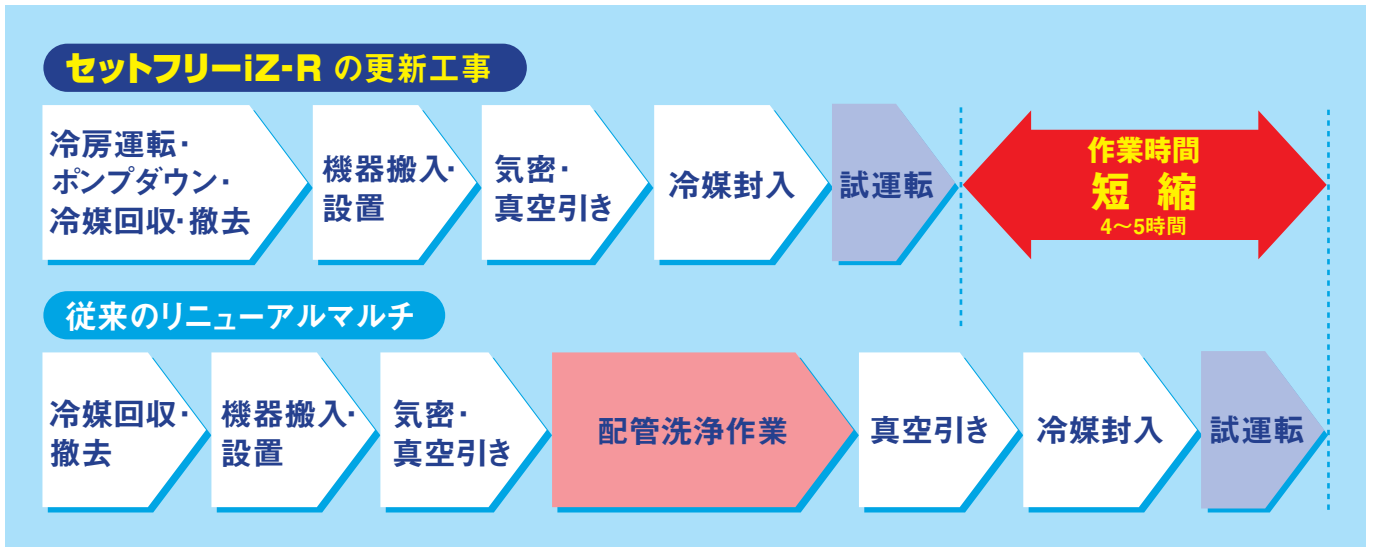 セットフリーiZ-R の更新工事
冷房運転・
ポンプダウン・
冷媒回収・撤去
機器搬入・
設置
気密・
真空引き
冷媒封入
試運転
作業時間
短縮
4～5時間
従来のリニューアルマルチ
冷媒回収・
撤去
機器搬入・
設置
気密・
真空引き
配管洗浄作業
真空引き
冷媒封入
試運転